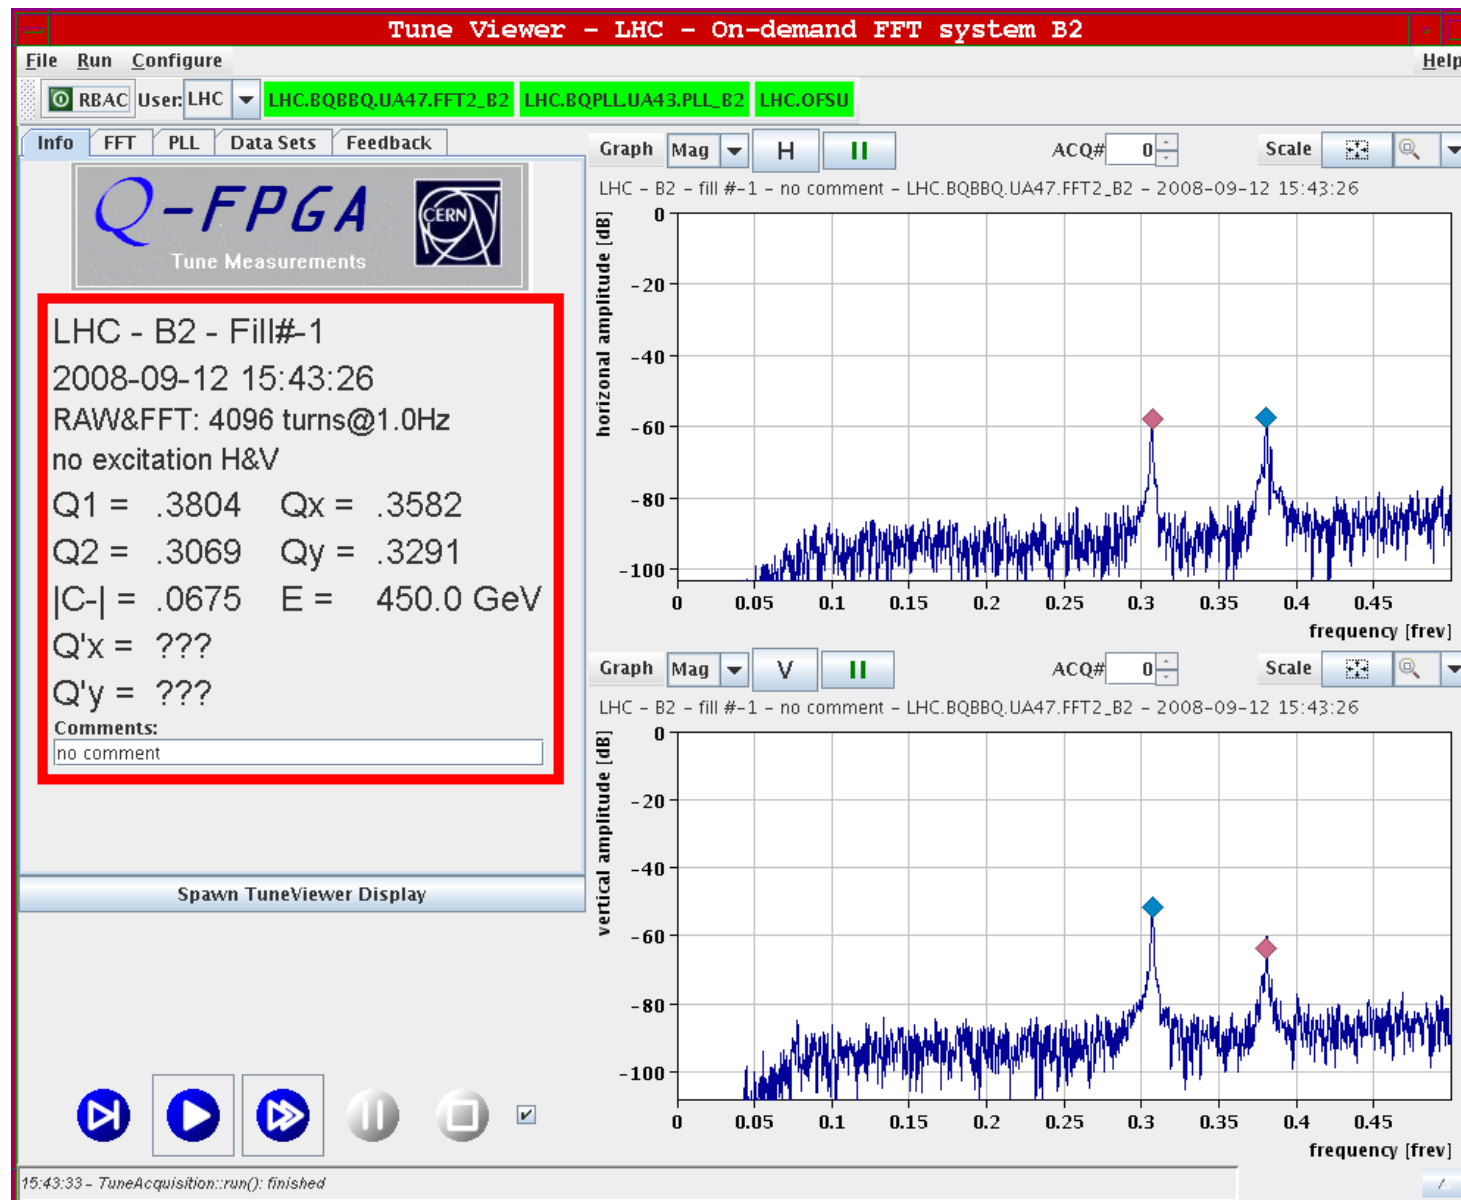 Tune Viewer - LHC - On-demand FFT system B2
File Run Configure Help
RBAC User: LHC LHC.BQBBQ.UA47.FFT2_B2 LHC.BQPLL.UA43.PLL_B2 LHC.OFSU
Info FFT PLL Data Sets Feedback
Q-FPGA
CERN
Tune Measurements
LHC - B2 - Fill#-1
2008-09-12 15:43:26
RAW&FFT: 4096 turns@1.0Hz
no excitation H&V
Q1 = .3804 Qx = .3582
Q2 = .3069 Qy = .3291
|C-| = .0675 E = 450.0 GeV
Q'x = ???
Q'y = ???
Comments:
no comment
Spawn TuneViewer Display
Graph Mag H ACQ# 0 Scale
LHC - B2 - fill #-1 - no comment - LHC.BQBBQ.UA47.FFT2_B2 - 2008-09-12 15:43:26
horizonal amplitude [dB]
0
-20
-40
-60
-80
-100
0 0.05 0.1 0.15 0.2 0.25 0.3 0.35 0.4 0.45
frequency [frev]
Graph Mag V ACQ# 0 Scale
LHC - B2 - fill #-1 - no comment - LHC.BQBBQ.UA47.FFT2_B2 - 2008-09-12 15:43:26
vertical amplitude [dB]
0
-20
-40
-60
-80
-100
0 0.05 0.1 0.15 0.2 0.25 0.3 0.35 0.4 0.45
frequency [frev]
15:43:33 - TuneAcquisition::run(): finished